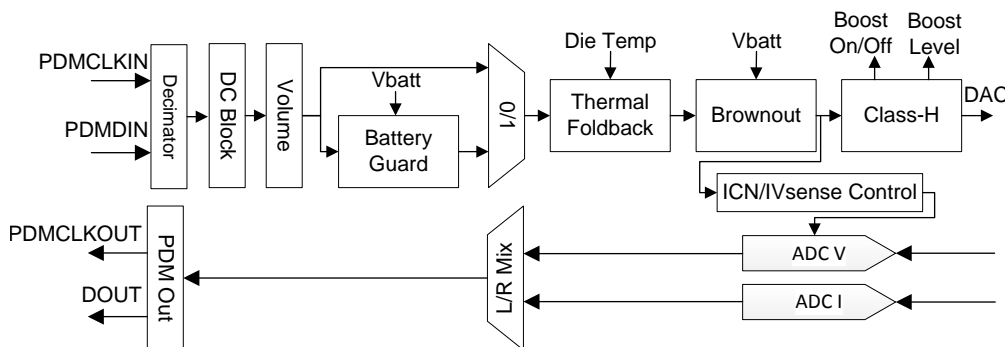 PDMCLKIN
PDMDIN
Decimator
DC Block
Volume
Vbatt
Battery
Guard
0/1
Die Temp
Thermal
Foldback
Vbatt
Brownout
Boost
On/Off
Boost
Level
Class-H
DAC
ICN/IVsense Control
PDMCLKOUT
DOUT
PDM Out
L/R Mix
ADC V
ADC I